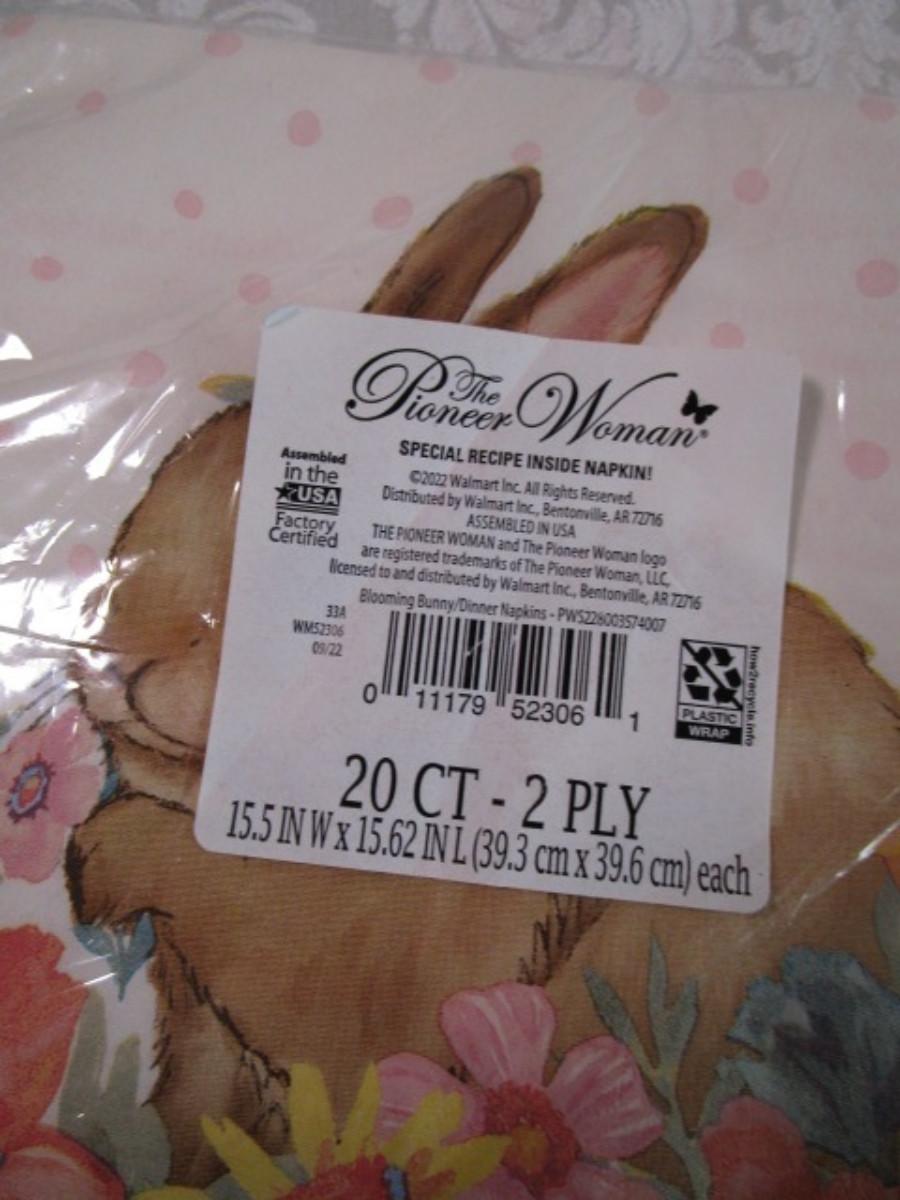 The
Pioneer Woman®
SPECIAL RECIPE INSIDE NAPKIN!
©2022 Walmart Inc. All Rights Reserved.
Distributed by Walmart Inc., Bentonville, AR 72716
ASSEMBLED IN USA
THE PIONEER WOMAN and The Pioneer Woman logo
are registered trademarks of The Pioneer Woman, LLC,
licensed to and distributed by Walmart Inc., Bentonville, AR 72716
Blooming Bunny/Dinner Napkins - PWS228003574007
Assembled
in the
USA
Factory
Certified
33A
WM52306
09/22
0 11179 52306 1
how2recycle.info
PLASTIC
WRAP
20 CT - 2 PLY
15.5 IN W x 15.62 IN L (39.3 cm x 39.6 cm) each